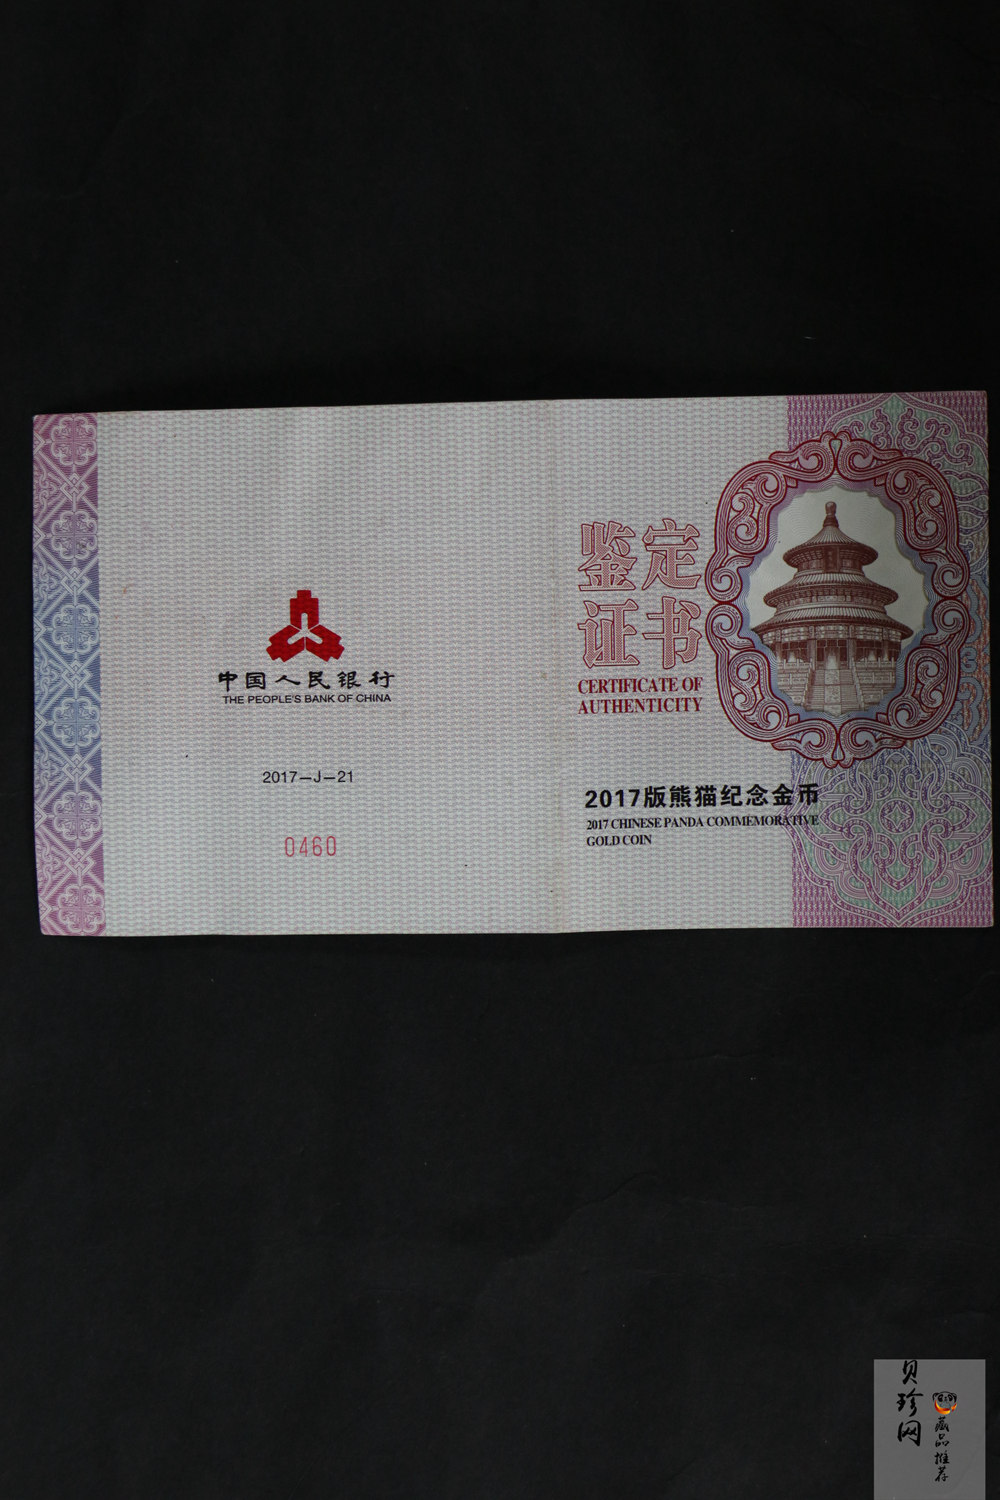 中国人民银行
THE PEOPLE'S BANK OF CHINA
2017—J—21
0460
鉴定
证书
CERTIFICATE OF
AUTHENTICITY
2017版熊猫纪念金币
2017 CHINESE PANDA COMMEMORATIVE
GOLD COIN
贝珍网
藏品推荐